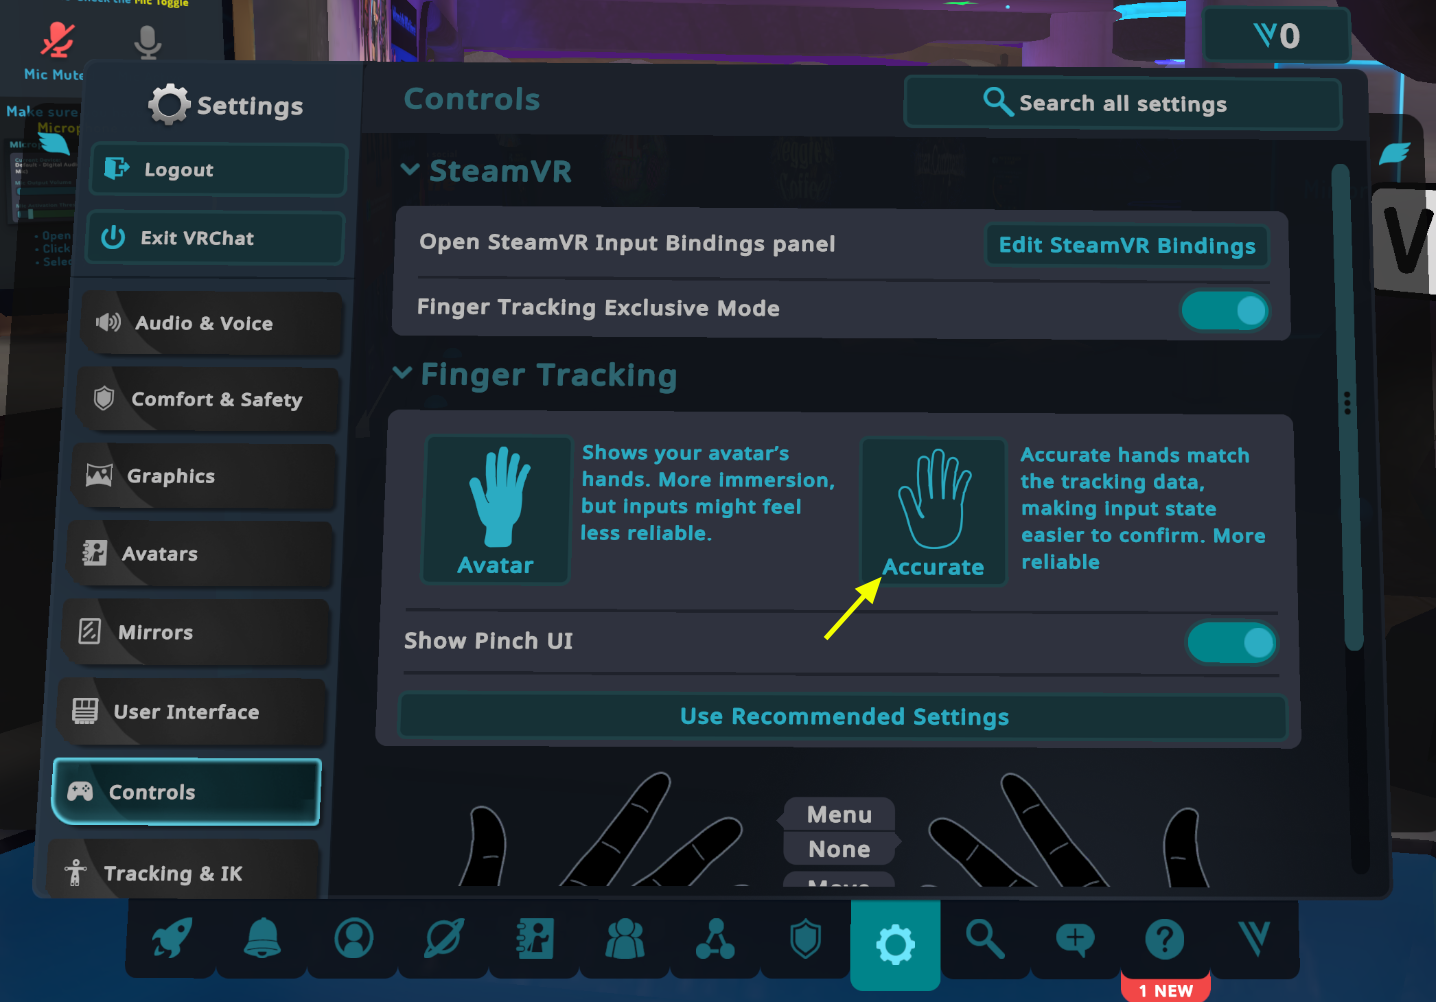 Mic Toggle
Mic Mute
Make sure
Microp
Settings
Logout
Exit VRChat
Audio & Voice
Comfort & Safety
Graphics
Avatars
Mirrors
User Interface
Controls
Tracking & IK
Controls
Search all settings
0
SteamVR
Open SteamVR Input Bindings panel
Edit SteamVR Bindings
Finger Tracking Exclusive Mode
Finger Tracking
Avatar
Shows your avatar's
hands. More immersion,
but inputs might feel
less reliable.
Accurate
Accurate hands match
the tracking data,
making input state
easier to confirm. More
reliable
Show Pinch UI
Use Recommended Settings
Menu
None
Move
1 NEW
V